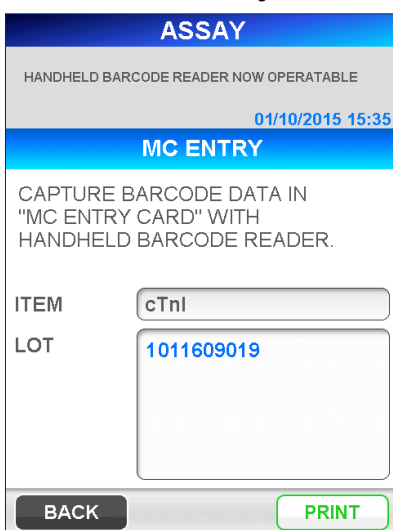 ASSAY
HANDHELD BARCODE READER NOW OPERATABLE
01/10/2015 15:35
MC ENTRY
CAPTURE BARCODE DATA IN
"MC ENTRY CARD" WITH
HANDHELD BARCODE READER.
ITEM cTnI
LOT 1011609019
BACK PRINT